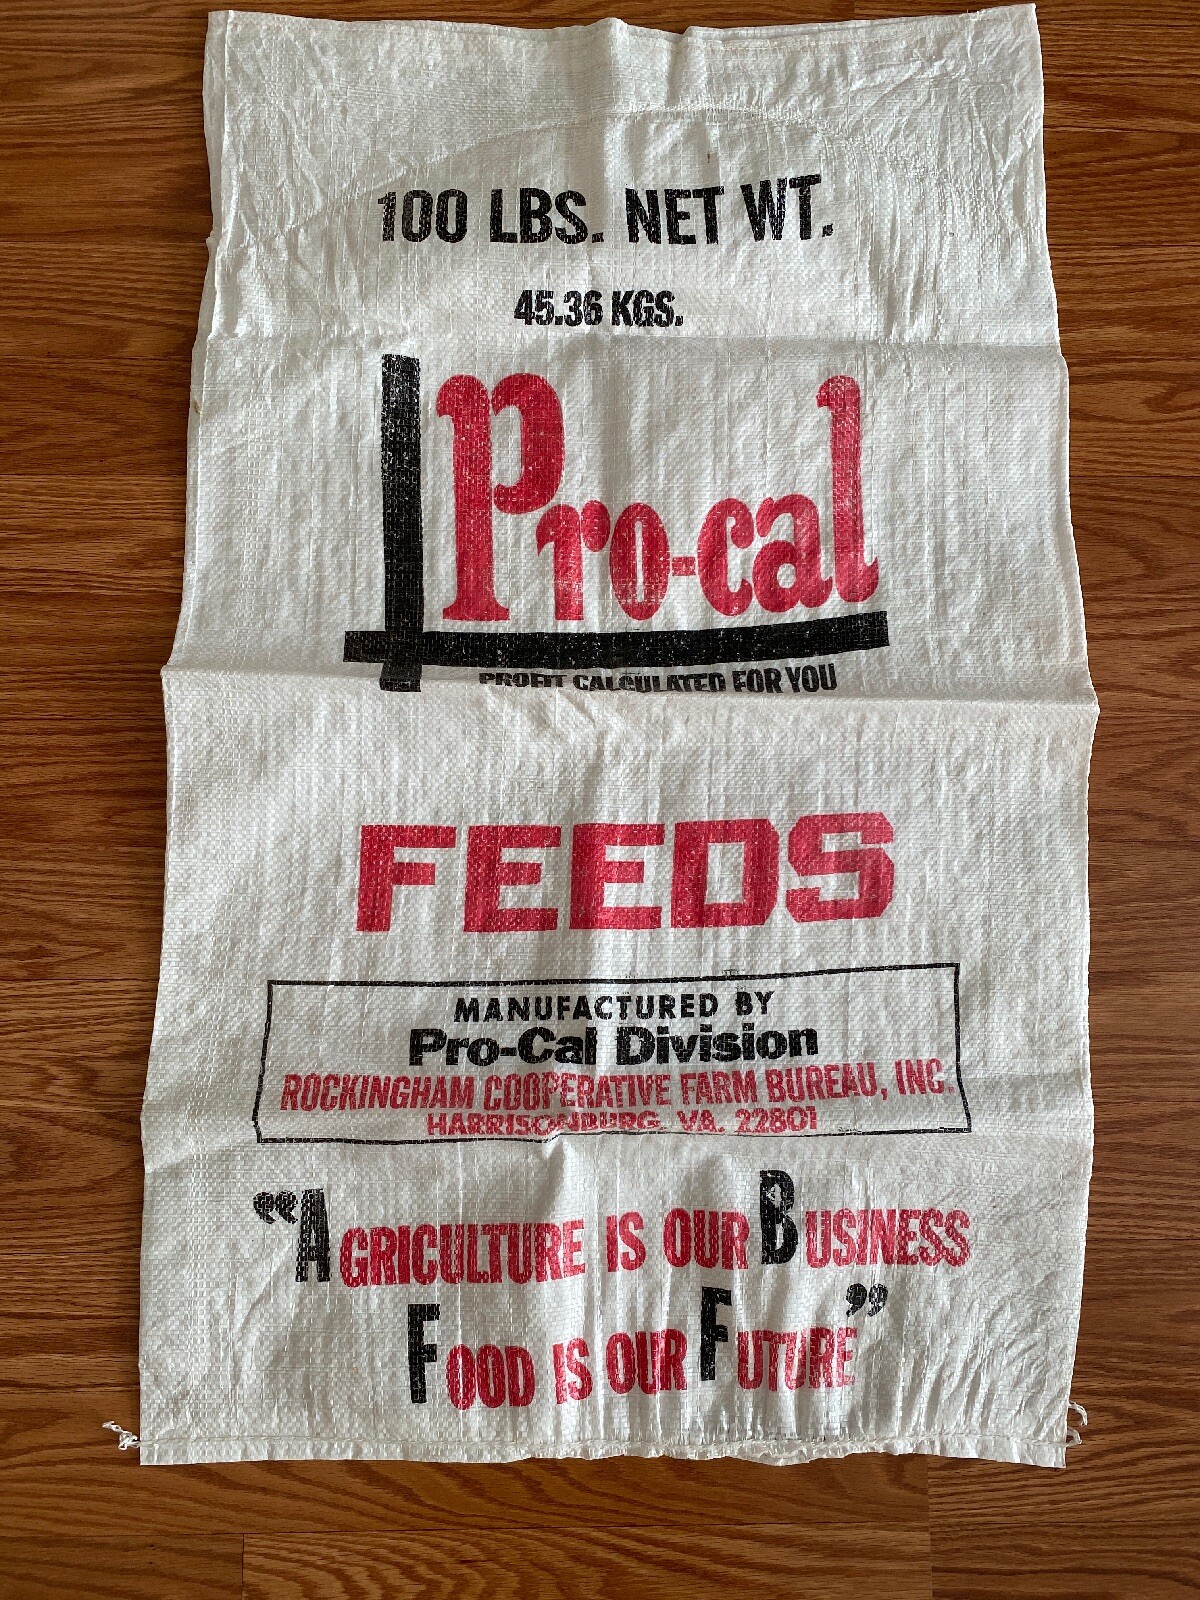 100 LBS. NET WT.
45.36 KGS.
Pro-cal
PROFIT CALCULATED FOR YOU
FEEDS
MANUFACTURED BY
Pro-Cal Division
ROCKINGHAM COOPERATIVE FARM BUREAU, INC.
HARRISONBURG, VA. 22801
“AGRICULTURE IS OUR BUSINESS
FOOD IS OUR FUTURE”